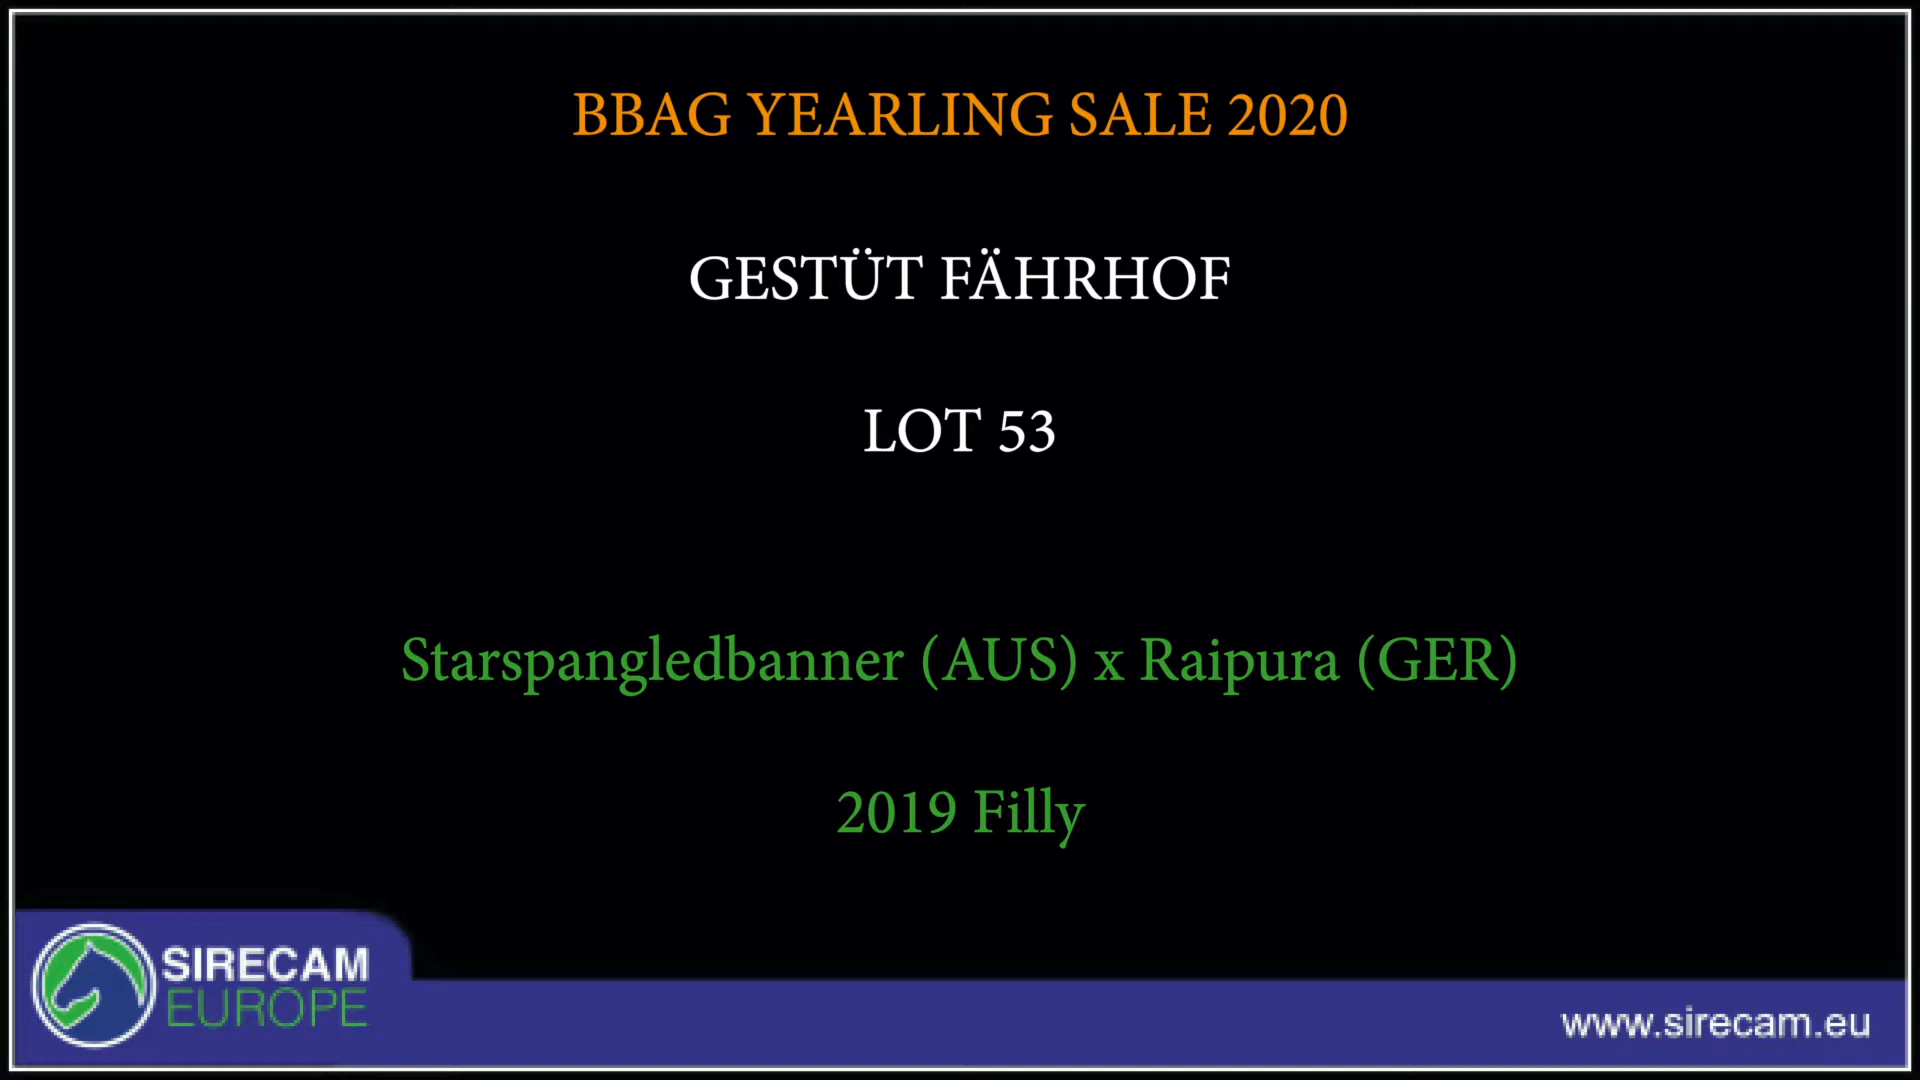 BBAG YEARLING SALE 2020
GESTÜT FÄHRHOF
LOT 53
Starspangledbanner (AUS) x Raipura (GER)
2019 Filly
SIRECAM
EUROPE
www.sirecam.eu